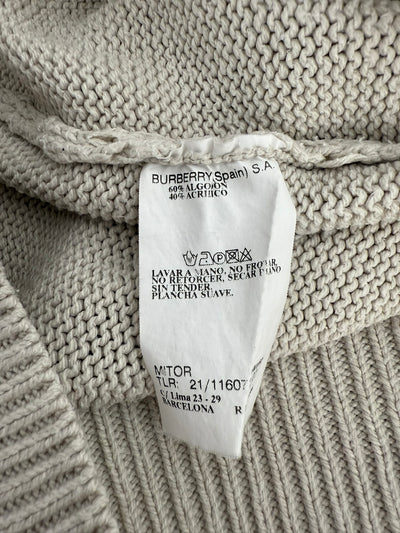 BURBERRY(Spain) S.A.
60% ALGODON
40% ACRILICO
LAVAR A MANO, NO FROTAR,
NO RETORCER, SECAR PLANO
SIN TENDER.
PLANCHA SUAVE.
MITOR
TLR: 21/11607
C/ Lima 23 - 29
BARCELONA R